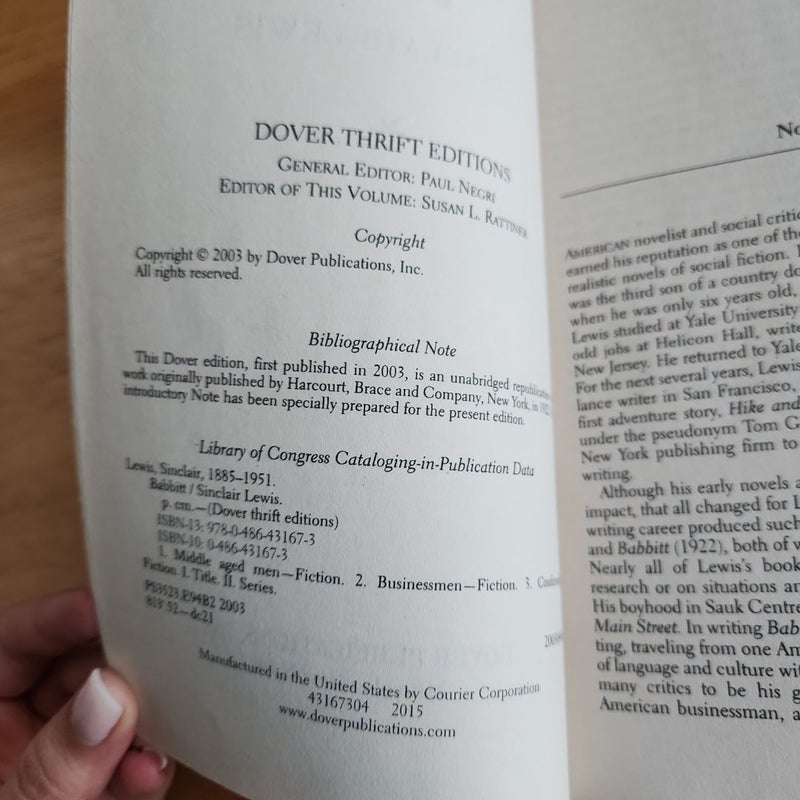 DOVER THRIFT EDITIONS
GENERAL EDITOR: PAUL NEGRI
EDITOR OF THIS VOLUME: SUSAN L. RATTINER
Copyright
Copyright © 2003 by Dover Publications, Inc.
All rights reserved.
Bibliographical Note
This Dover edition, first published in 2003, is an unabridged
work originally published by Harcourt, Brace and Company, New York, in 1922.
introductory Note has been specially prepared for the present edition.
Library of Congress Cataloging-in-Publication Data
Lewis, Sinclair, 1885–1951.
Babbitt / Sinclair Lewis.
p. cm.—(Dover thrift editions)
ISBN-13: 978-0-486-43167-3
ISBN-10: 0-486-43167-3
1. Middle aged men—Fiction. 2. Businessmen—Fiction. 3.
Fiction. I. Title. II. Series.
PS3523.E94B2 2003
813'.52—dc21
Manufactured in the United States by Courier Corporation
43167304 2015
www.doverpublications.com
AMERICAN novelist and social
earned his reputation as one of
realistic novels of social fiction.
was the third son of a country
when he was only six years old,
Lewis studied at Yale University
odd jobs at Helicon Hall,
New Jersey. He returned to Yale
For the next several years, Lewis
lance writer in San Francisco,
first adventure story, Hike and
under the pseudonym Tom
New York publishing firm to
writing.
Although his early novels
impact, that all changed for
writing career produced such
and Babbitt (1922), both of
Nearly all of Lewis's
research or on situations
His boyhood in Sauk Centre
Main Street. In writing
ting, traveling from one
of language and culture
many critics to be his
American businessman,